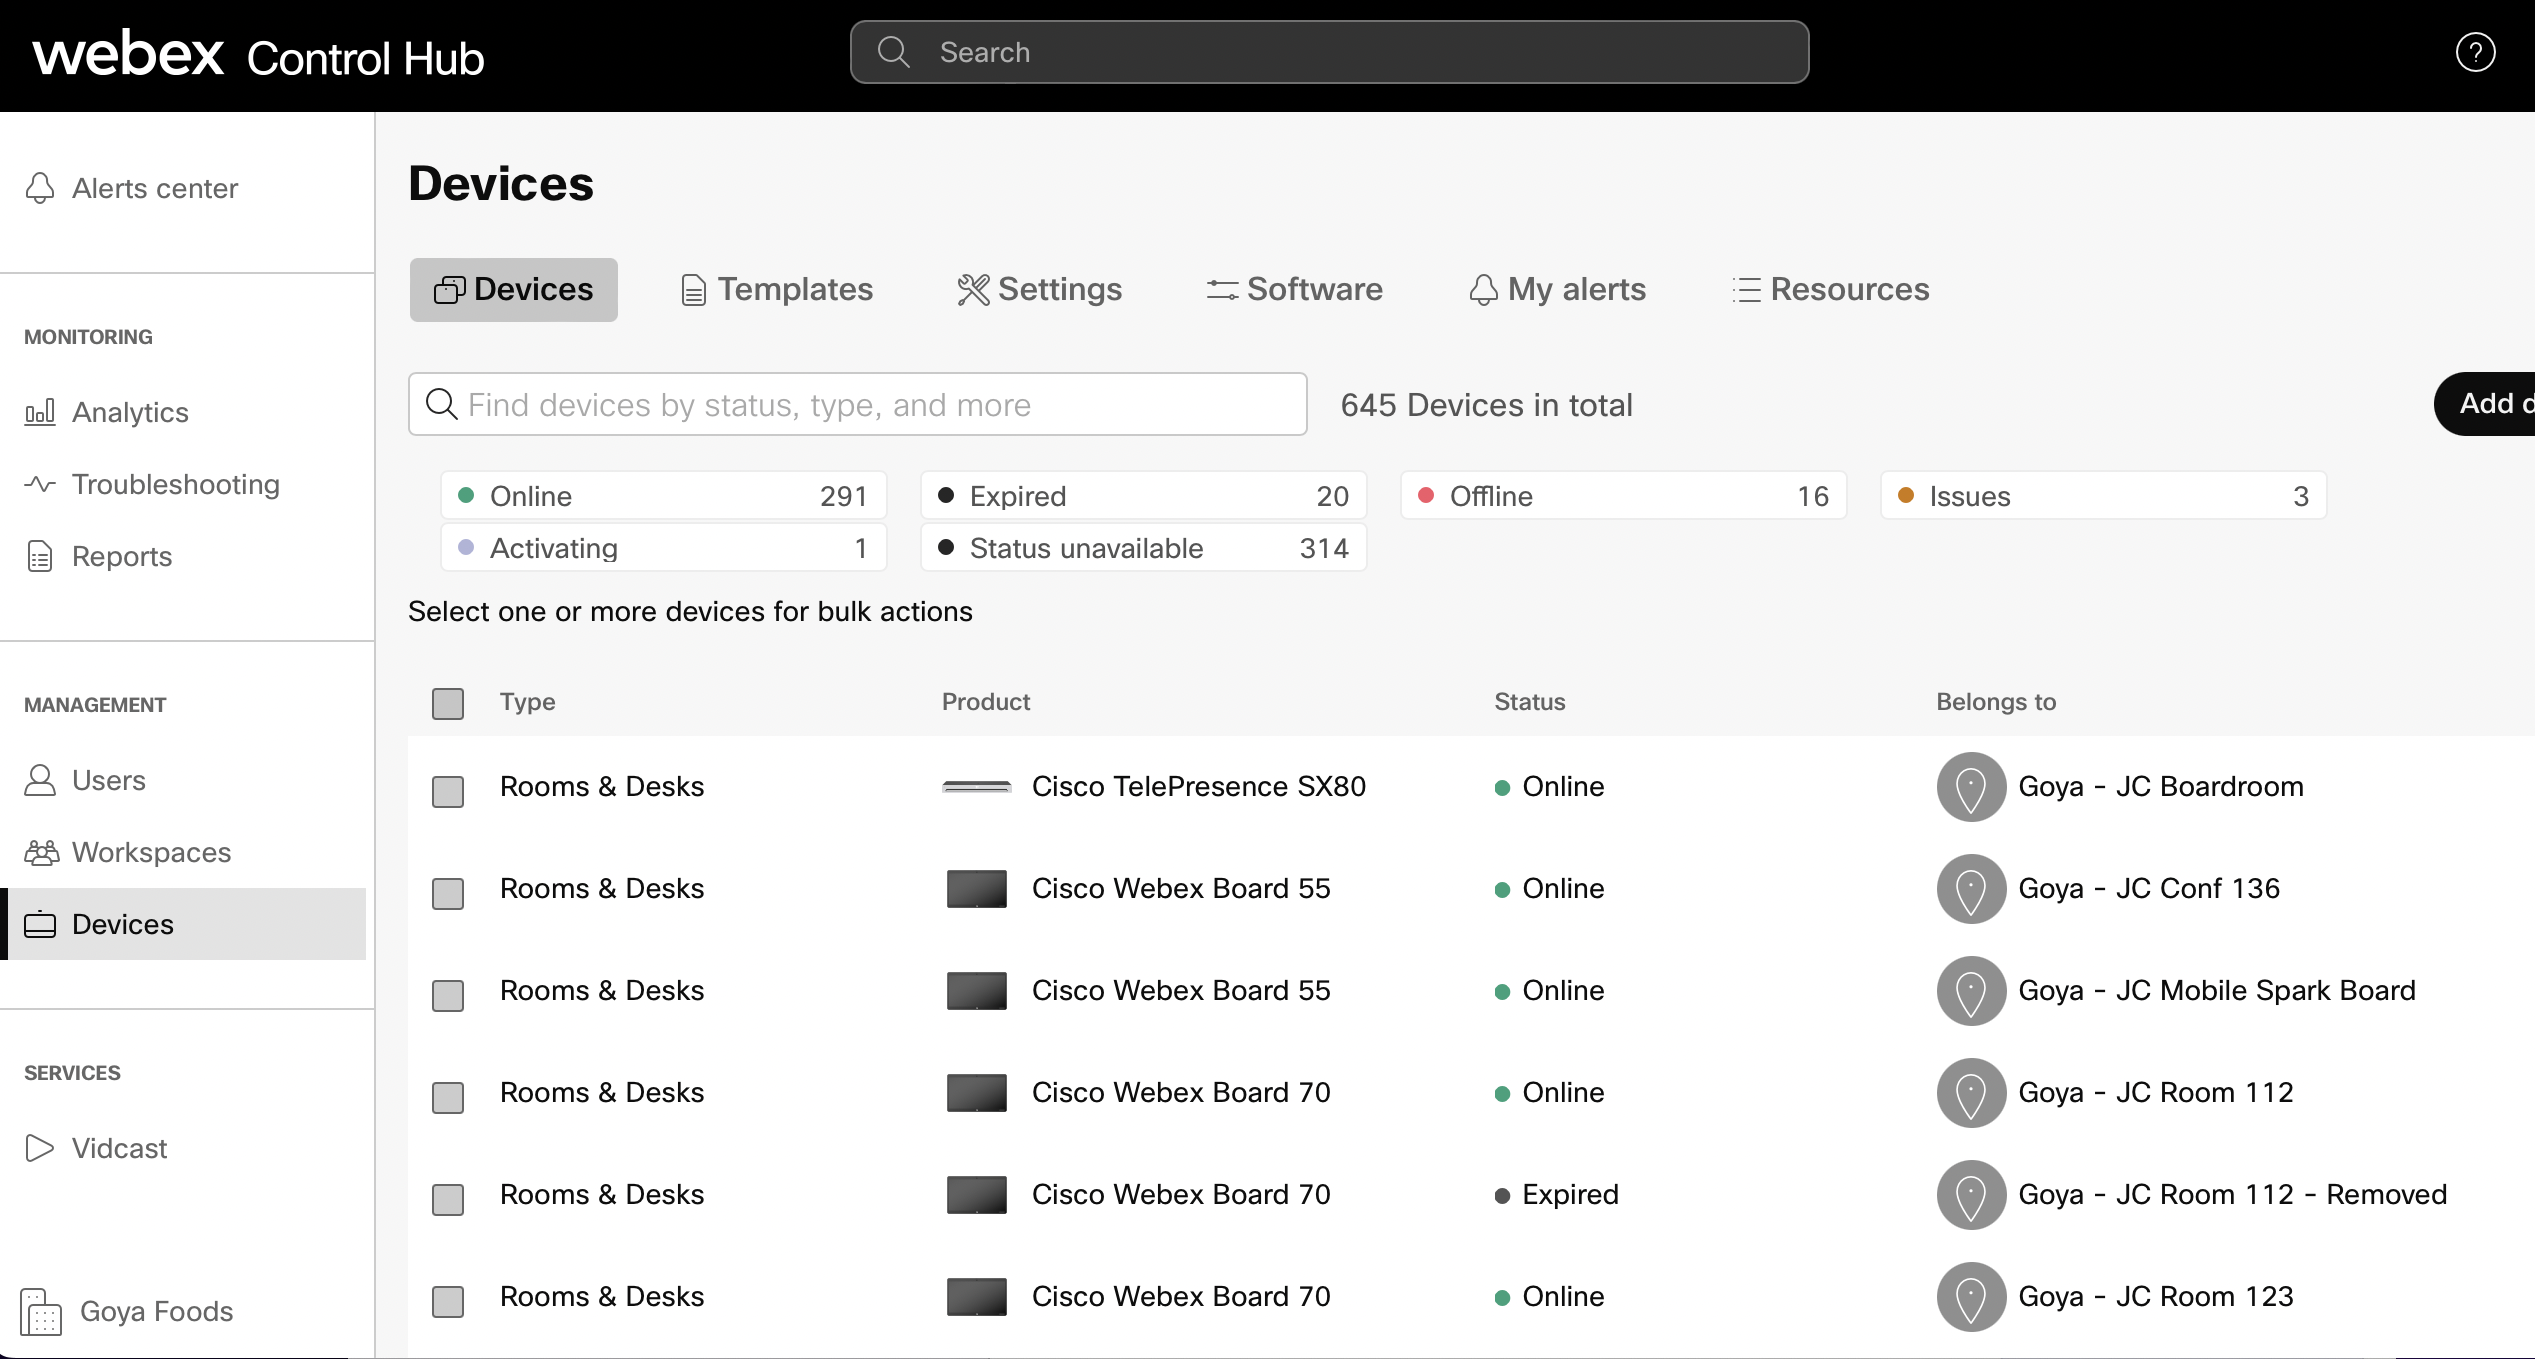 webex Control Hub
Search
?
Alerts center
MONITORING
Analytics
Troubleshooting
Reports
MANAGEMENT
Users
Workspaces
Devices
SERVICES
Vidcast
Goya Foods
Devices
Devices Templates Settings Software My alerts Resources
Find devices by status, type, and more 645 Devices in total Add d
Online 291 Expired 20 Offline 16 Issues 3
Activating 1 Status unavailable 314
Select one or more devices for bulk actions
Type Product Status Belongs to
Rooms & Desks Cisco TelePresence SX80 Online Goya - JC Boardroom
Rooms & Desks Cisco Webex Board 55 Online Goya - JC Conf 136
Rooms & Desks Cisco Webex Board 55 Online Goya - JC Mobile Spark Board
Rooms & Desks Cisco Webex Board 70 Online Goya - JC Room 112
Rooms & Desks Cisco Webex Board 70 Expired Goya - JC Room 112 - Removed
Rooms & Desks Cisco Webex Board 70 Online Goya - JC Room 123